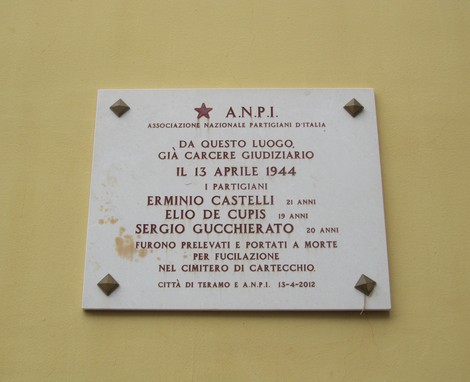 A.N.P.I.
ASSOCIAZIONE NAZIONALE PARTIGIANI D'ITALIA
DA QUESTO LUOGO,
GIÀ CARCERE GIUDIZIARIO
IL 13 APRILE 1944
I PARTIGIANI
ERMINIO CASTELLI 21 ANNI
ELIO DE CUPIS 19 ANNI
SERGIO GUCCHIERATO 20 ANNI
FURONO PRELEVATI E PORTATI A MORTE
PER FUCILAZIONE
NEL CIMITERO DI CARTECCHIO.
CITTÀ DI TERAMO E A.N.P.I. 13-4-2012